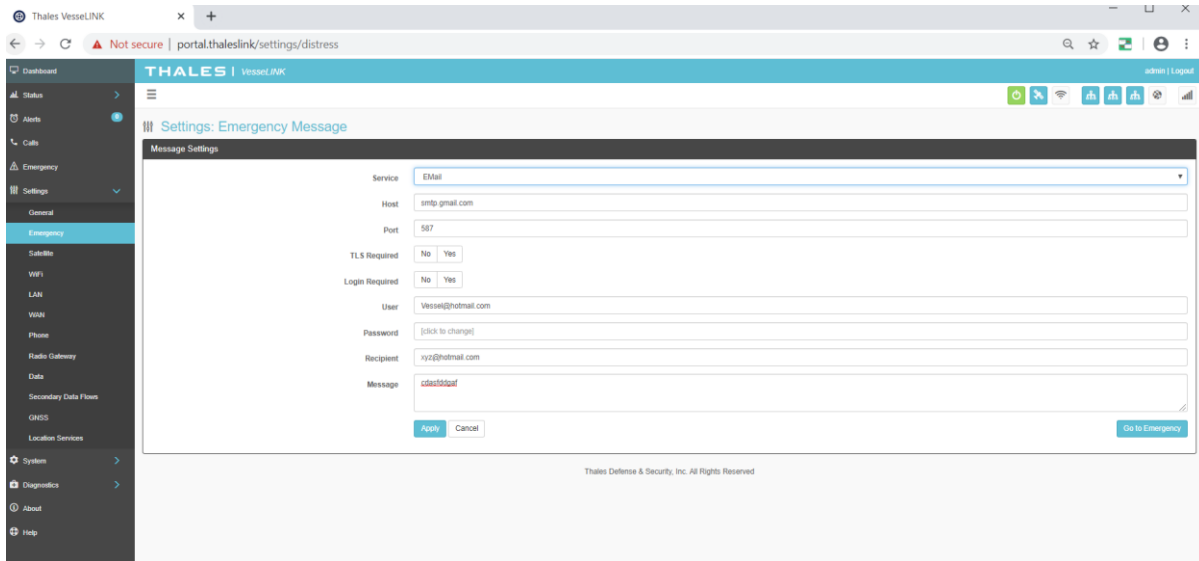 Thales VesseLINK
Not secure | portal.thaleslink/settings/distress
Dashboard
THALES | VesseLINK
admin | Logout
Status
Alerts
0
Calls
Emergency
Settings
General
Emergency
Satellite
WiFi
LAN
WAN
Phone
Radio Gateway
Data
Secondary Data Flows
GNSS
Location Services
System
Diagnostics
About
Help
Settings: Emergency Message
Message Settings
Service EMail
Host smtp.gmail.com
Port 587
TLS Required No Yes
Login Required No Yes
User Vessel@hotmail.com
Password [click to change]
Recipient xyz@hotmail.com
Message cdasfddgaf
Apply Cancel Go to Emergency
Thales Defense & Security, Inc. All Rights Reserved